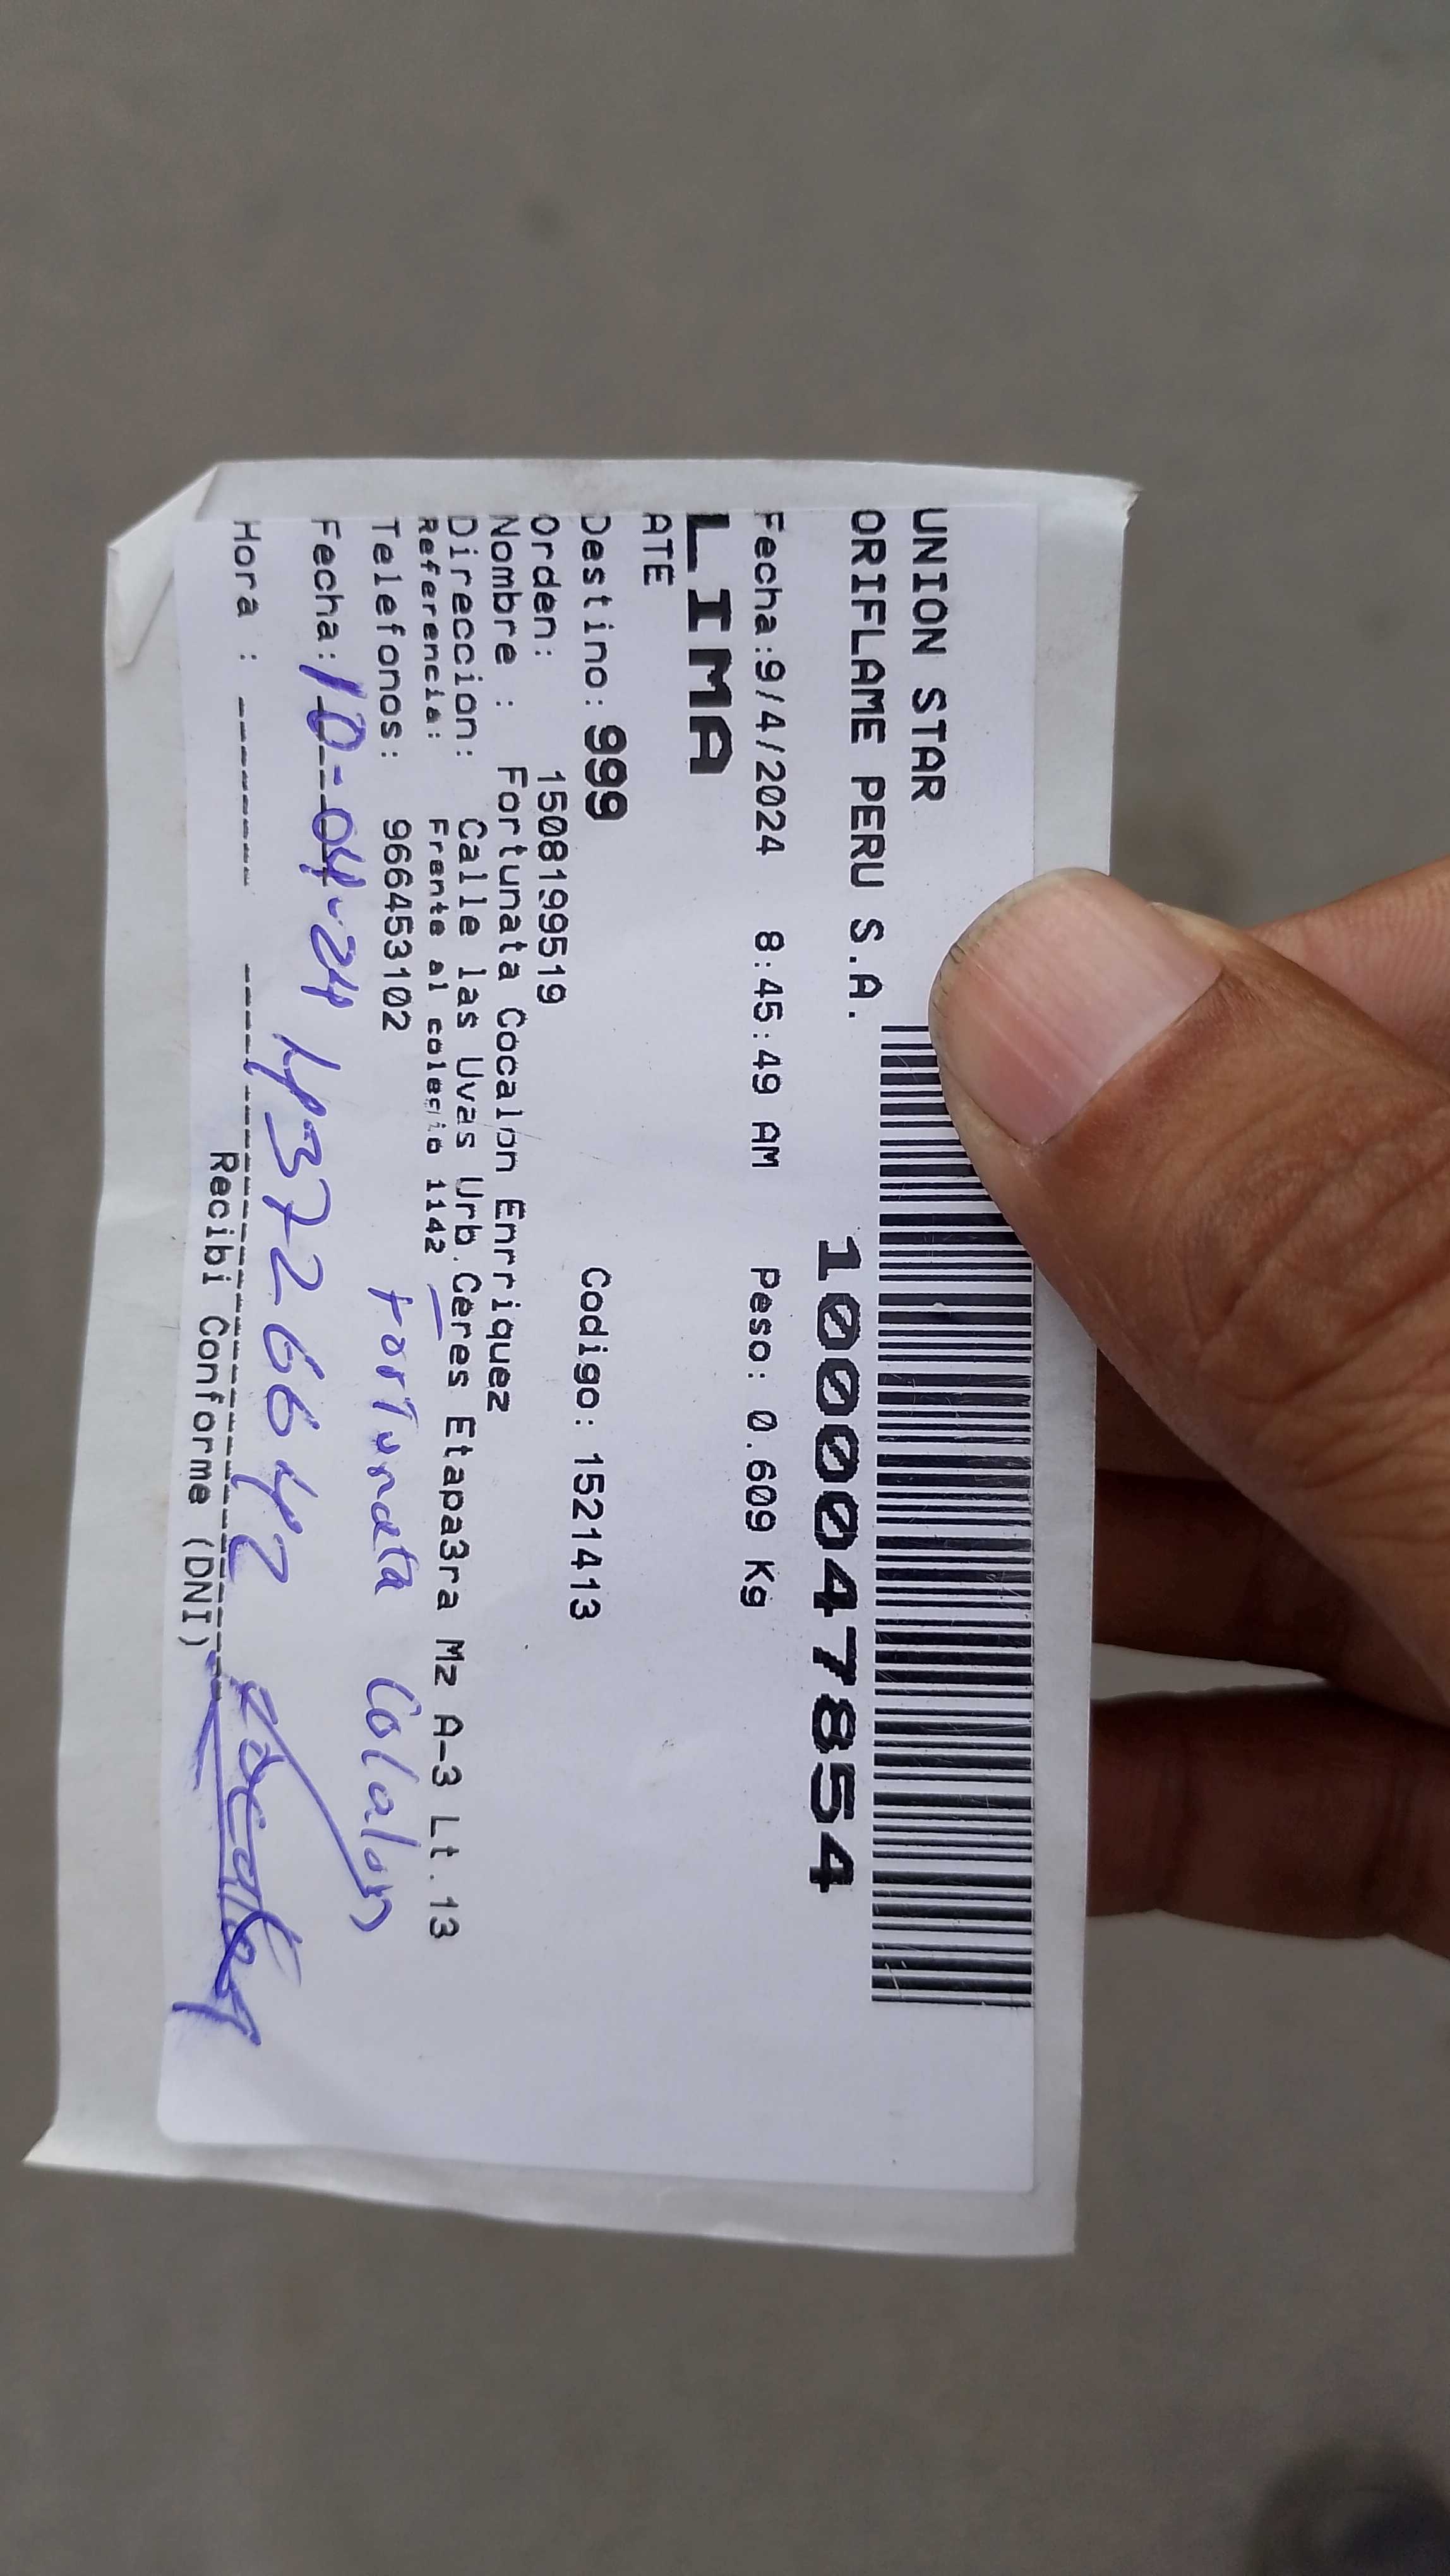 UNION STAR
ORIFLAME PERU S.A.
1000047854
Fecha:9/4/2024 8:45:49 AM Peso: 0.609 Kg
LIMA
ATE
Destino: 999 Codigo: 1521413
Orden: 1508199519
Nombre : Fortunata Cocalon Enrriquez
Direccion: Calle las Uvas Urb.Ceres Etapa3ra Mz A-3 Lt.13
Referencia: Frente al colegio 1142
Telefonos: 966453102
Fortunata Colalon
Fecha: 10-04-24 43726642
Hora :
Recibi Conforme (DNI)